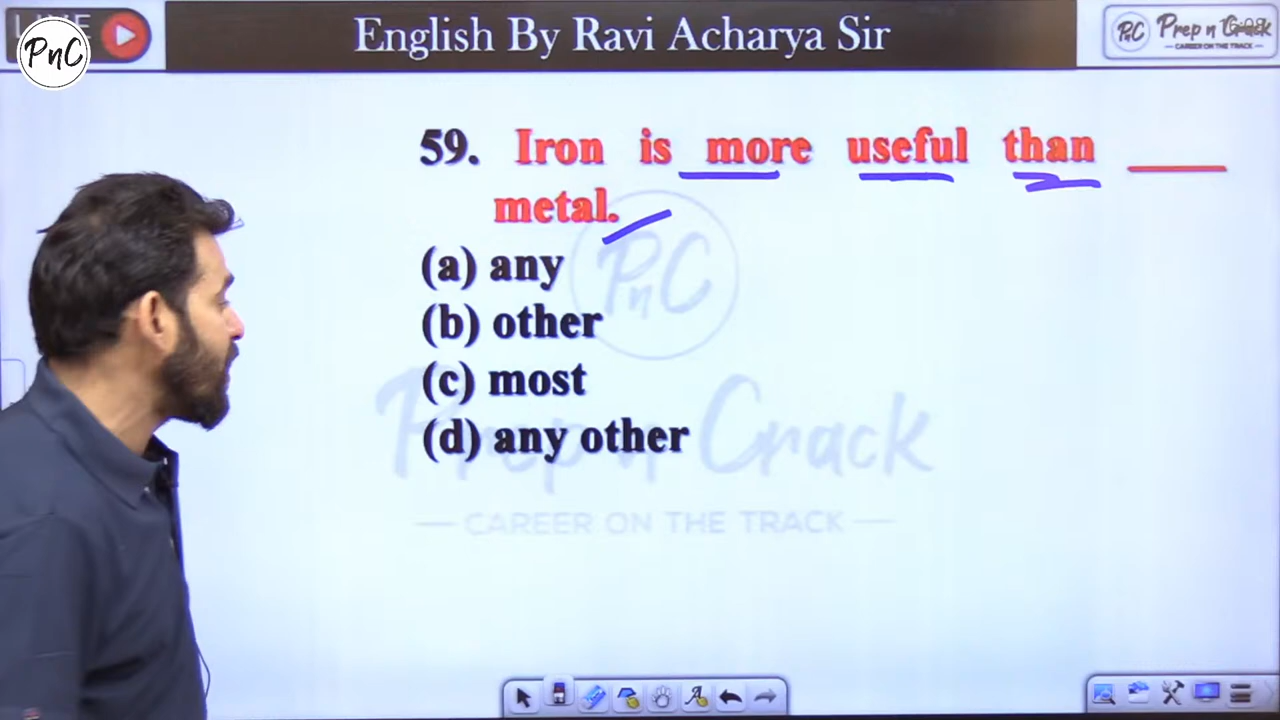 LIVE
PnC
English By Ravi Acharya Sir
PnC Prep n Crack
CAREER ON THE TRACK
59. Iron is more useful than ____
metal.
(a) any
(b) other
(c) most
(d) any other
PnC
Prep n Crack
CAREER ON THE TRACK